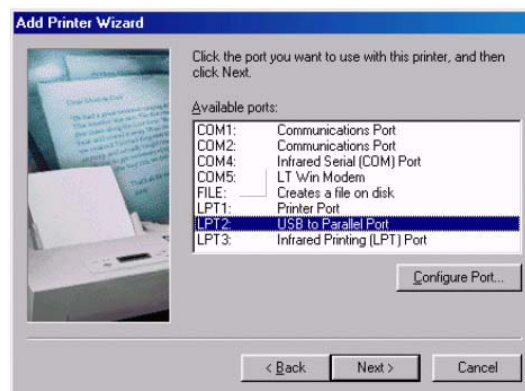 Add Printer Wizard
Click the port you want to use with this printer, and then
click Next.
Available ports:
COM1: Communications Port
COM2: Communications Port
COM4: Infrared Serial (COM) Port
COM5: LT Win Modem
FILE: Creates a file on disk
LPT1: Printer Port
LPT2: USB to Parallel Port
LPT3: Infrared Printing (LPT) Port
Configure Port...
< Back Next > Cancel